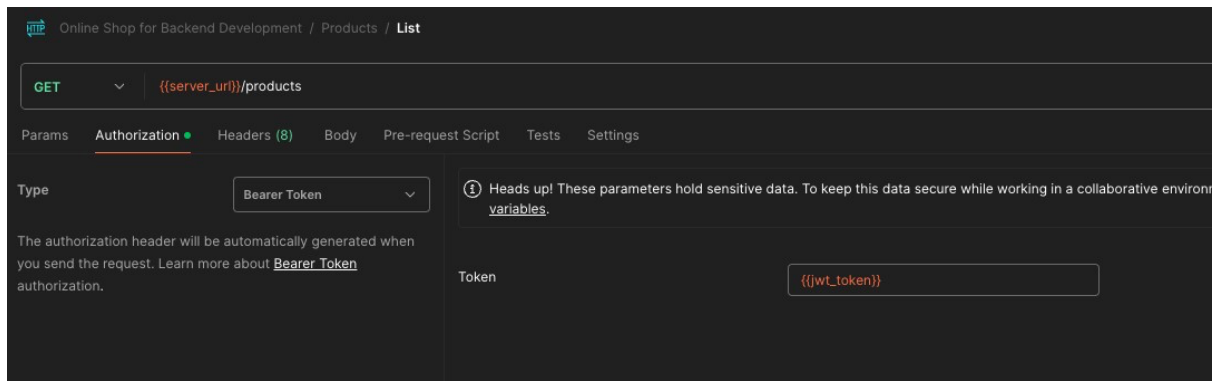 HTTP Online Shop for Backend Development / Products / List
GET {{server_url}}/products
Params Authorization Headers (8) Body Pre-request Script Tests Settings
Type Bearer Token
Heads up! These parameters hold sensitive data. To keep this data secure while working in a collaborative environ
variables.
The authorization header will be automatically generated when
you send the request. Learn more about Bearer Token
authorization.
Token {{jwt_token}}